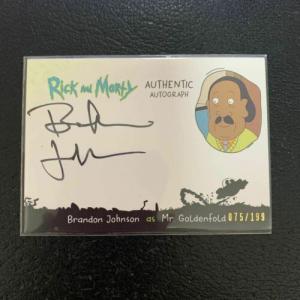 Rick and Morty
AUTHENTIC
AUTOGRAPH
Brandon Johnson as Mr Goldenfold 075/199